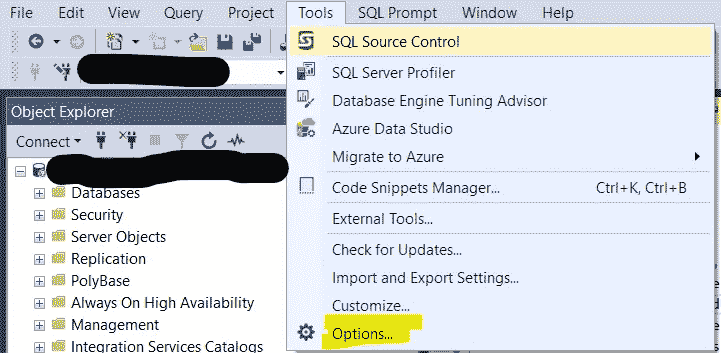 File Edit View Query Project Tools SQL Prompt Window Help
SQL Source Control
SQL Server Profiler
Database Engine Tuning Advisor
Azure Data Studio
Migrate to Azure
Code Snippets Manager... Ctrl+K, Ctrl+B
External Tools...
Check for Updates...
Import and Export Settings...
Customize...
Options...
Object Explorer
Connect
Databases
Security
Server Objects
Replication
PolyBase
Always On High Availability
Management
Integration Services Catalogs